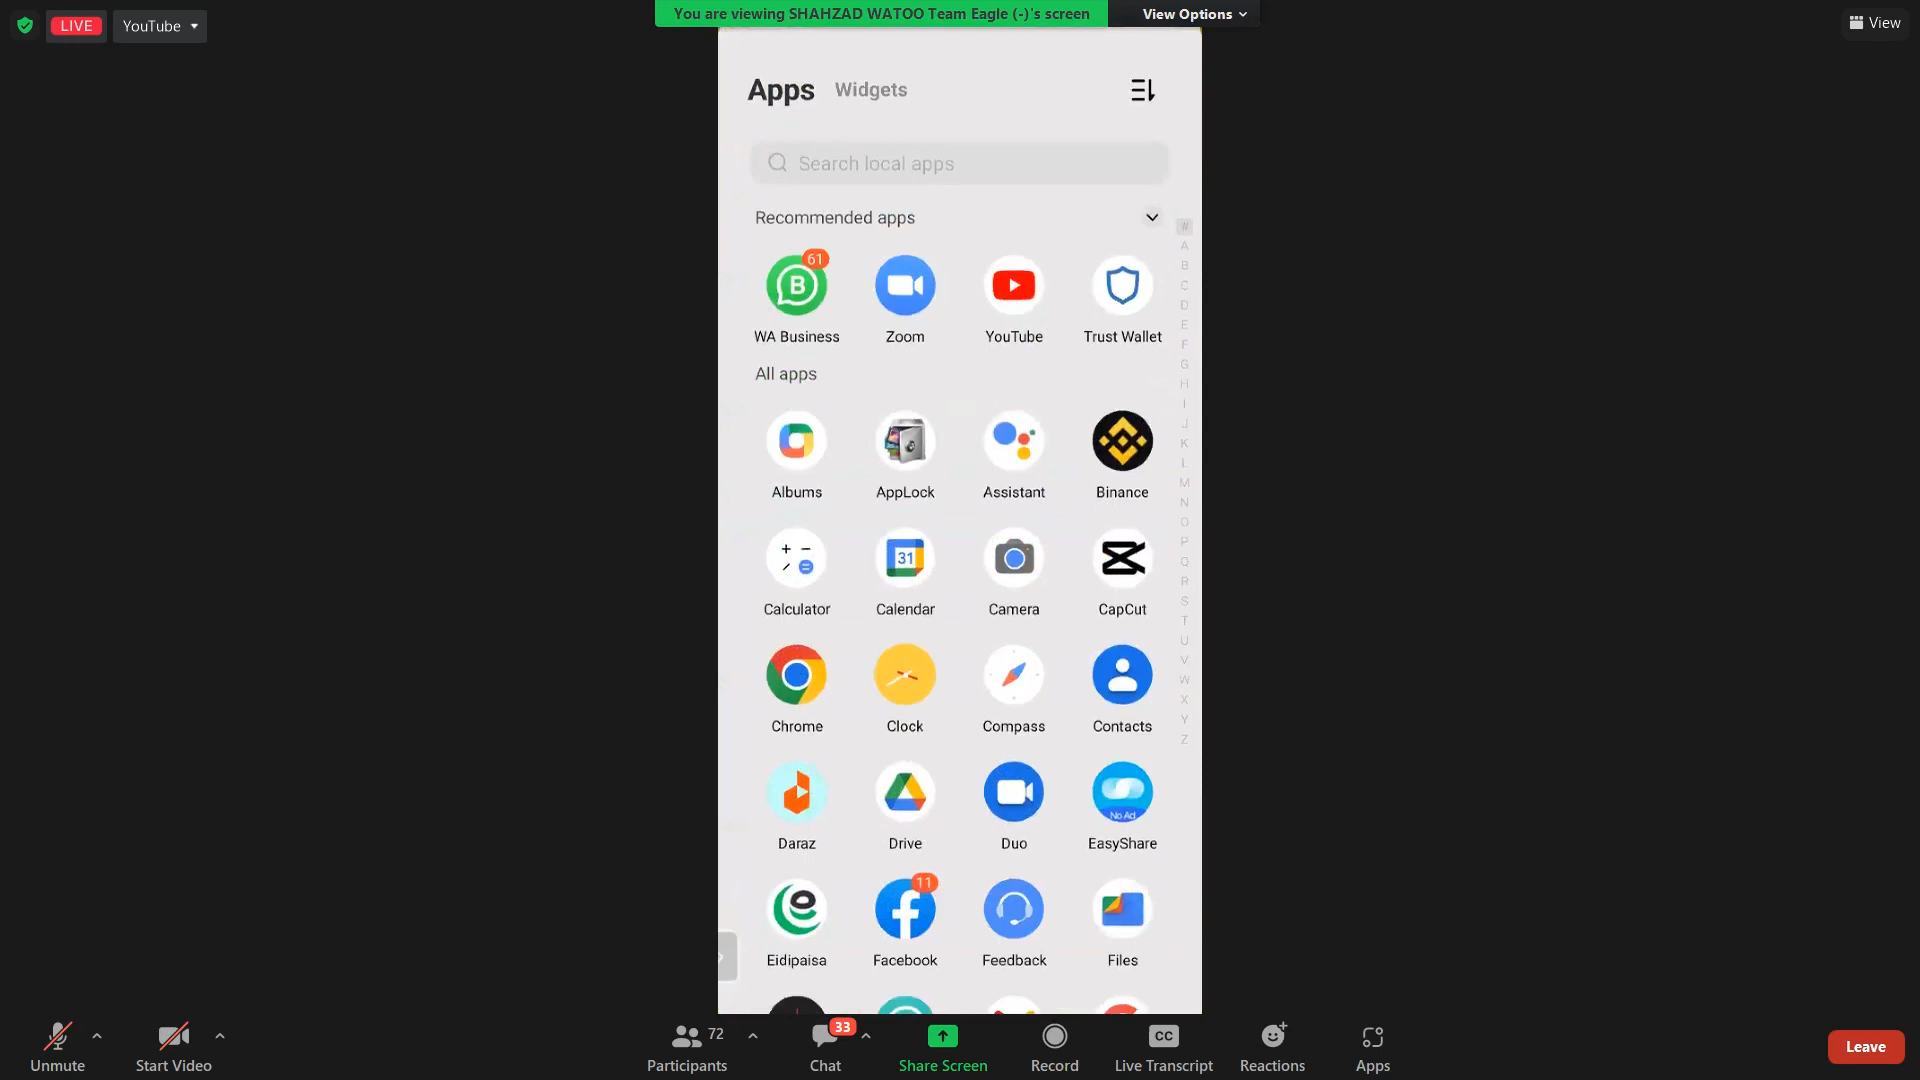 LIVE
YouTube
You are viewing SHAHZAD WATOO Team Eagle (-)'s screen
View Options
View
Apps
Widgets
Search local apps
Recommended apps
61
B
WA Business
Zoom
YouTube
Trust Wallet
All apps
Albums
AppLock
Assistant
Binance
31
Calculator
Calendar
Camera
CapCut
Chrome
Clock
Compass
Contacts
No Ad
Daraz
Drive
Duo
EasyShare
11
Eidipaisa
Facebook
Feedback
Files
#
A
B
C
D
E
F
G
H
I
J
K
L
M
N
O
P
Q
R
S
T
U
V
W
X
Y
Z
Unmute
Start Video
72
Participants
33
Chat
Share Screen
Record
CC
Live Transcript
Reactions
Apps
Leave